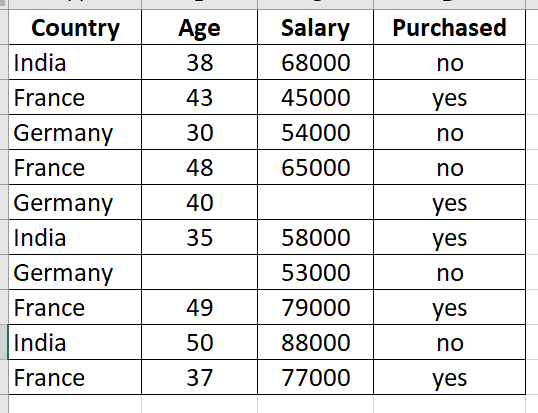 Country Age Salary Purchased
India 38 68000 no
France 43 45000 yes
Germany 30 54000 no
France 48 65000 no
Germany 40 yes
India 35 58000 yes
Germany 53000 no
France 49 79000 yes
India 50 88000 no
France 37 77000 yes